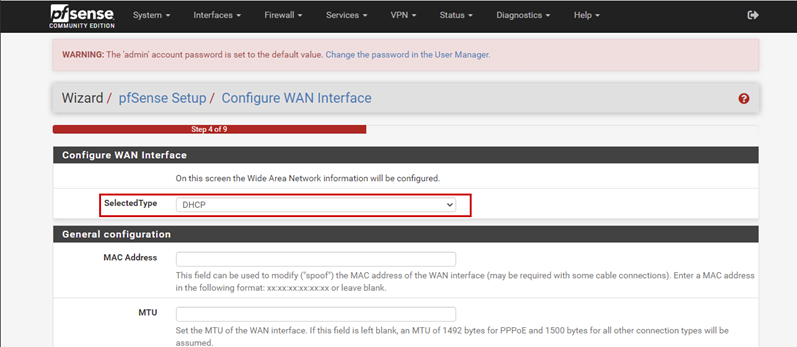 pfsense
COMMUNITY EDITION
System Interfaces Firewall Services VPN Status Diagnostics Help
WARNING: The 'admin' account password is set to the default value. Change the password in the User Manager.
Wizard / pfSense Setup / Configure WAN Interface
Step 4 of 9
Configure WAN Interface
On this screen the Wide Area Network information will be configured.
SelectedType DHCP
General configuration
MAC Address
This field can be used to modify ("spoof") the MAC address of the WAN interface (may be required with some cable connections). Enter a MAC address
in the following format: xx:xx:xx:xx:xx:xx or leave blank.
MTU
Set the MTU of the WAN interface. If this field is left blank, an MTU of 1492 bytes for PPPoE and 1500 bytes for all other connection types will be
assumed.